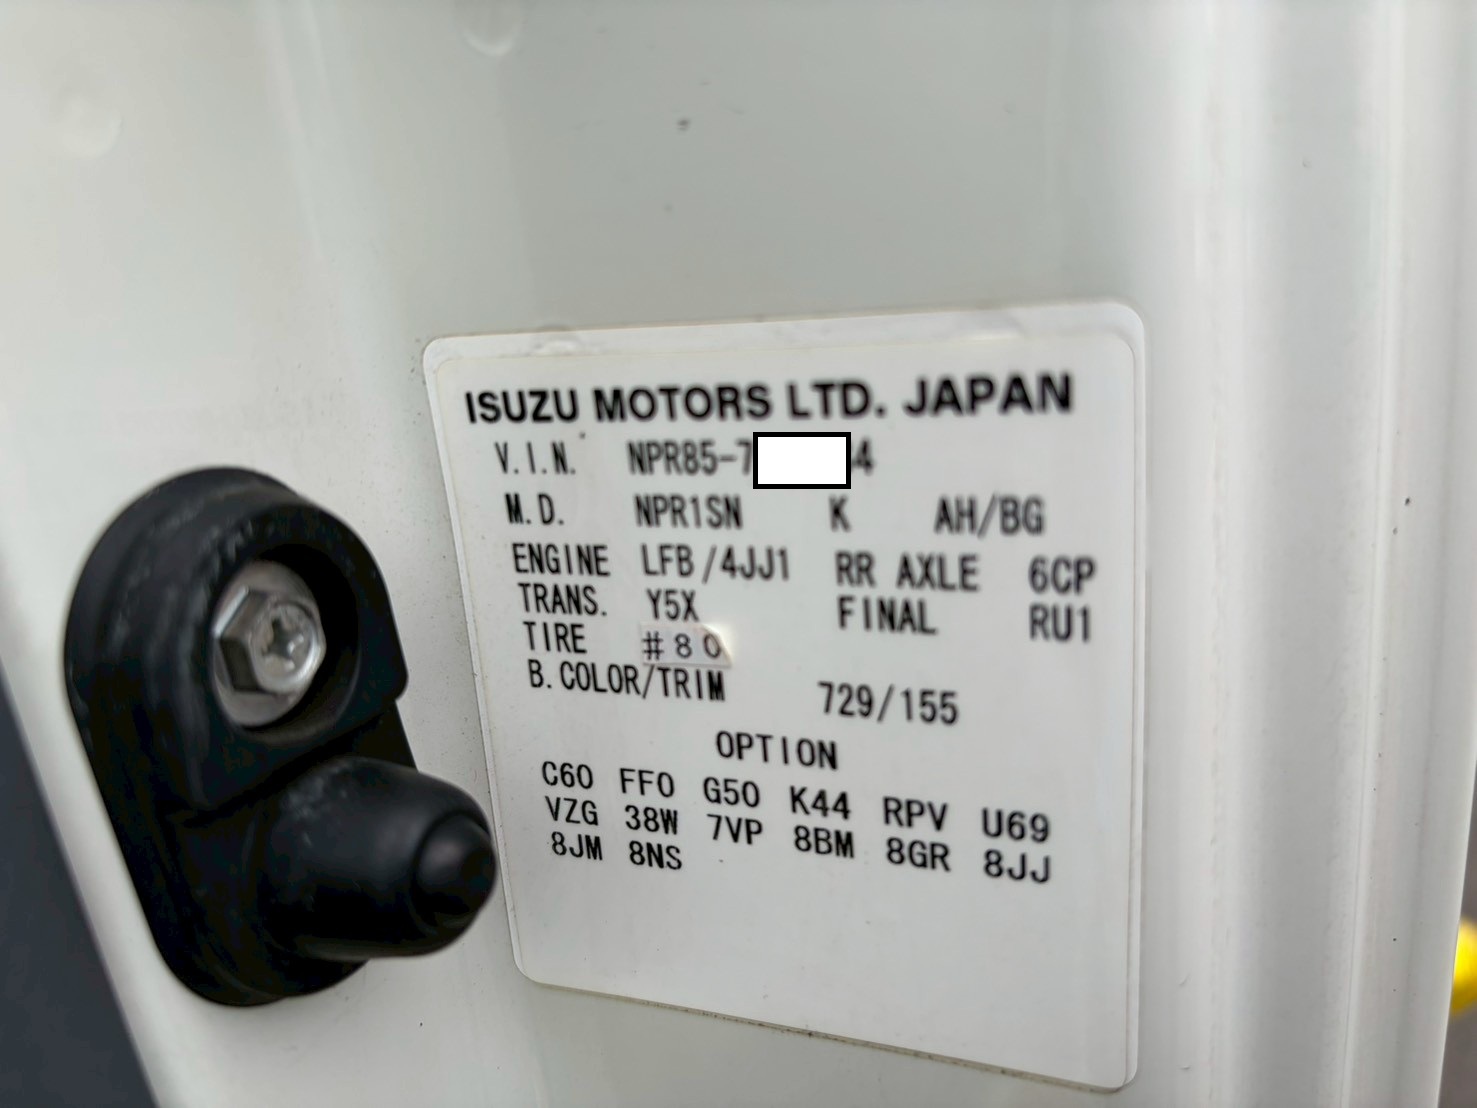 ISUZU MOTORS LTD. JAPAN
V.I.N. NPR85-7 4
M.D. NPR1SN K AH/BG
ENGINE LFB/4JJ1 RR AXLE 6CP
TRANS. Y5X FINAL RU1
TIRE #80
B.COLOR/TRIM 729/155
OPTION
C60 FF0 G50 K44 RPV U69
VZG 38W 7VP 8BM 8GR 8JJ
8JM 8NS